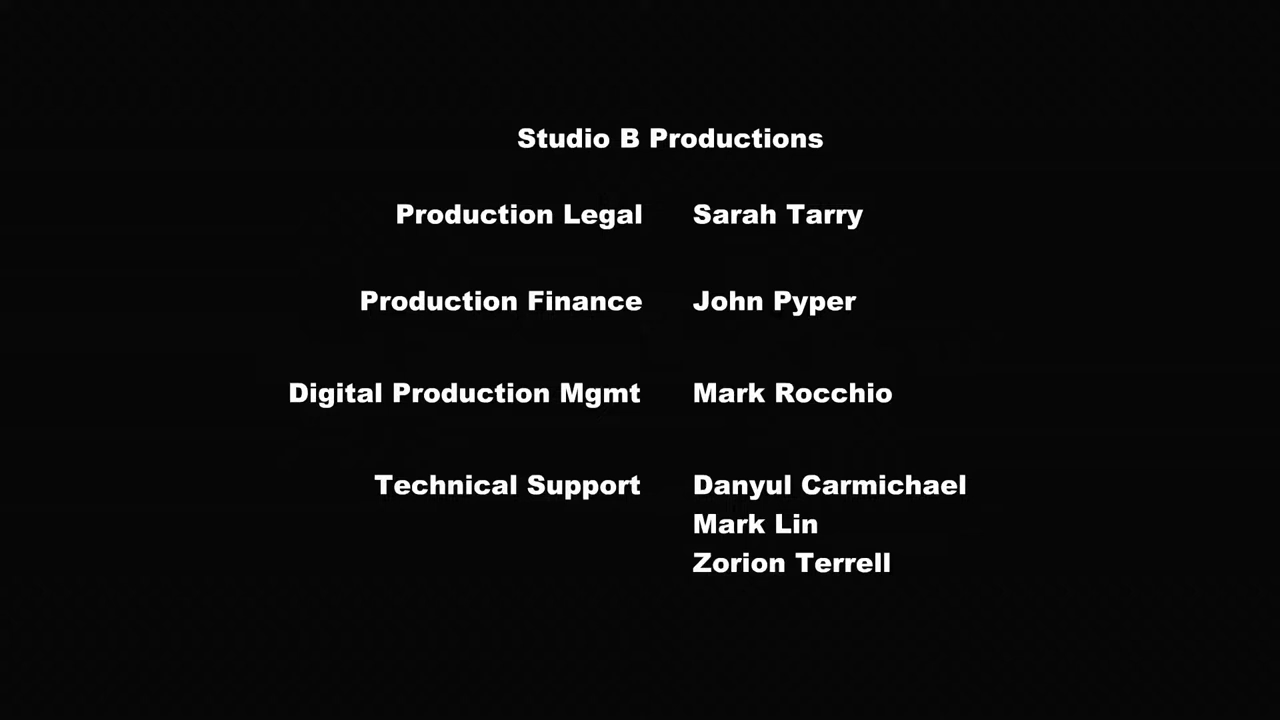 Studio B Productions
Production Legal Sarah Tarry
Production Finance John Pyper
Digital Production Mgmt Mark Rocchio
Technical Support Danyul Carmichael
Mark Lin
Zorion Terrell